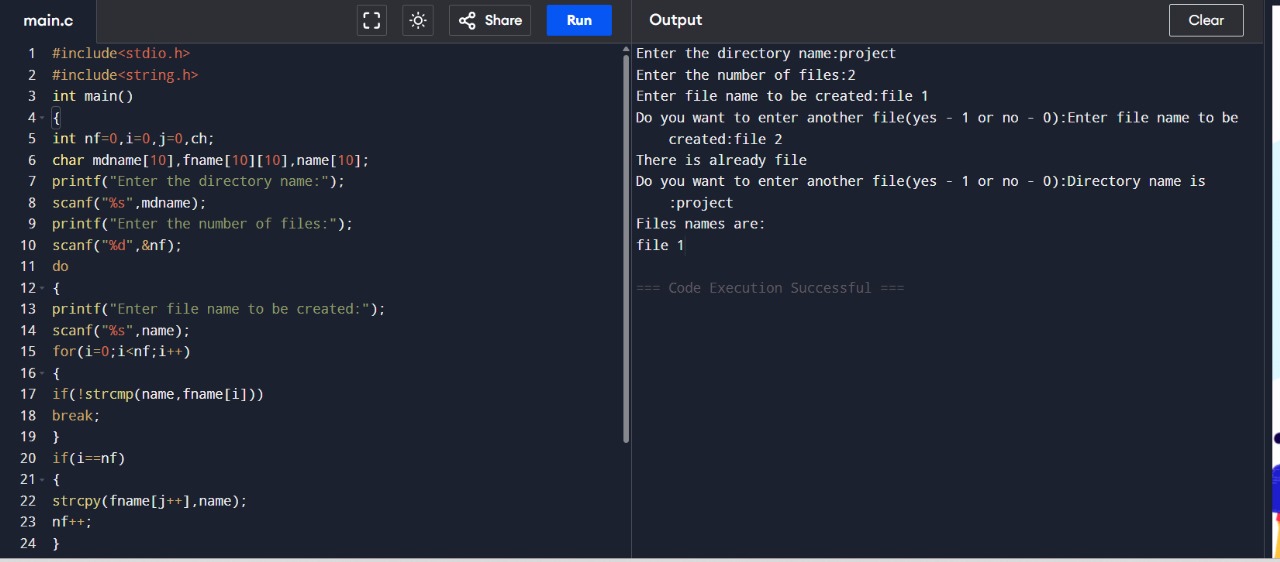 main.c
Share
Run
Output
Clear
1 #include<stdio.h>
2 #include<string.h>
3 int main()
4 {
5 int nf=0,i=0,j=0,ch;
6 char mdname[10],fname[10][10],name[10];
7 printf("Enter the directory name:");
8 scanf("%s",mdname);
9 printf("Enter the number of files:");
10 scanf("%d",&nf);
11 do
12 {
13 printf("Enter file name to be created:");
14 scanf("%s",name);
15 for(i=0;i<nf;i++)
16 {
17 if(!strcmp(name,fname[i]))
18 break;
19 }
20 if(i==nf)
21 {
22 strcpy(fname[j++],name);
23 nf++;
24 }
Enter the directory name:project
Enter the number of files:2
Enter file name to be created:file 1
Do you want to enter another file(yes - 1 or no - 0):Enter file name to be
created:file 2
There is already file
Do you want to enter another file(yes - 1 or no - 0):Directory name is
:project
Files names are:
file 1
=== Code Execution Successful ===